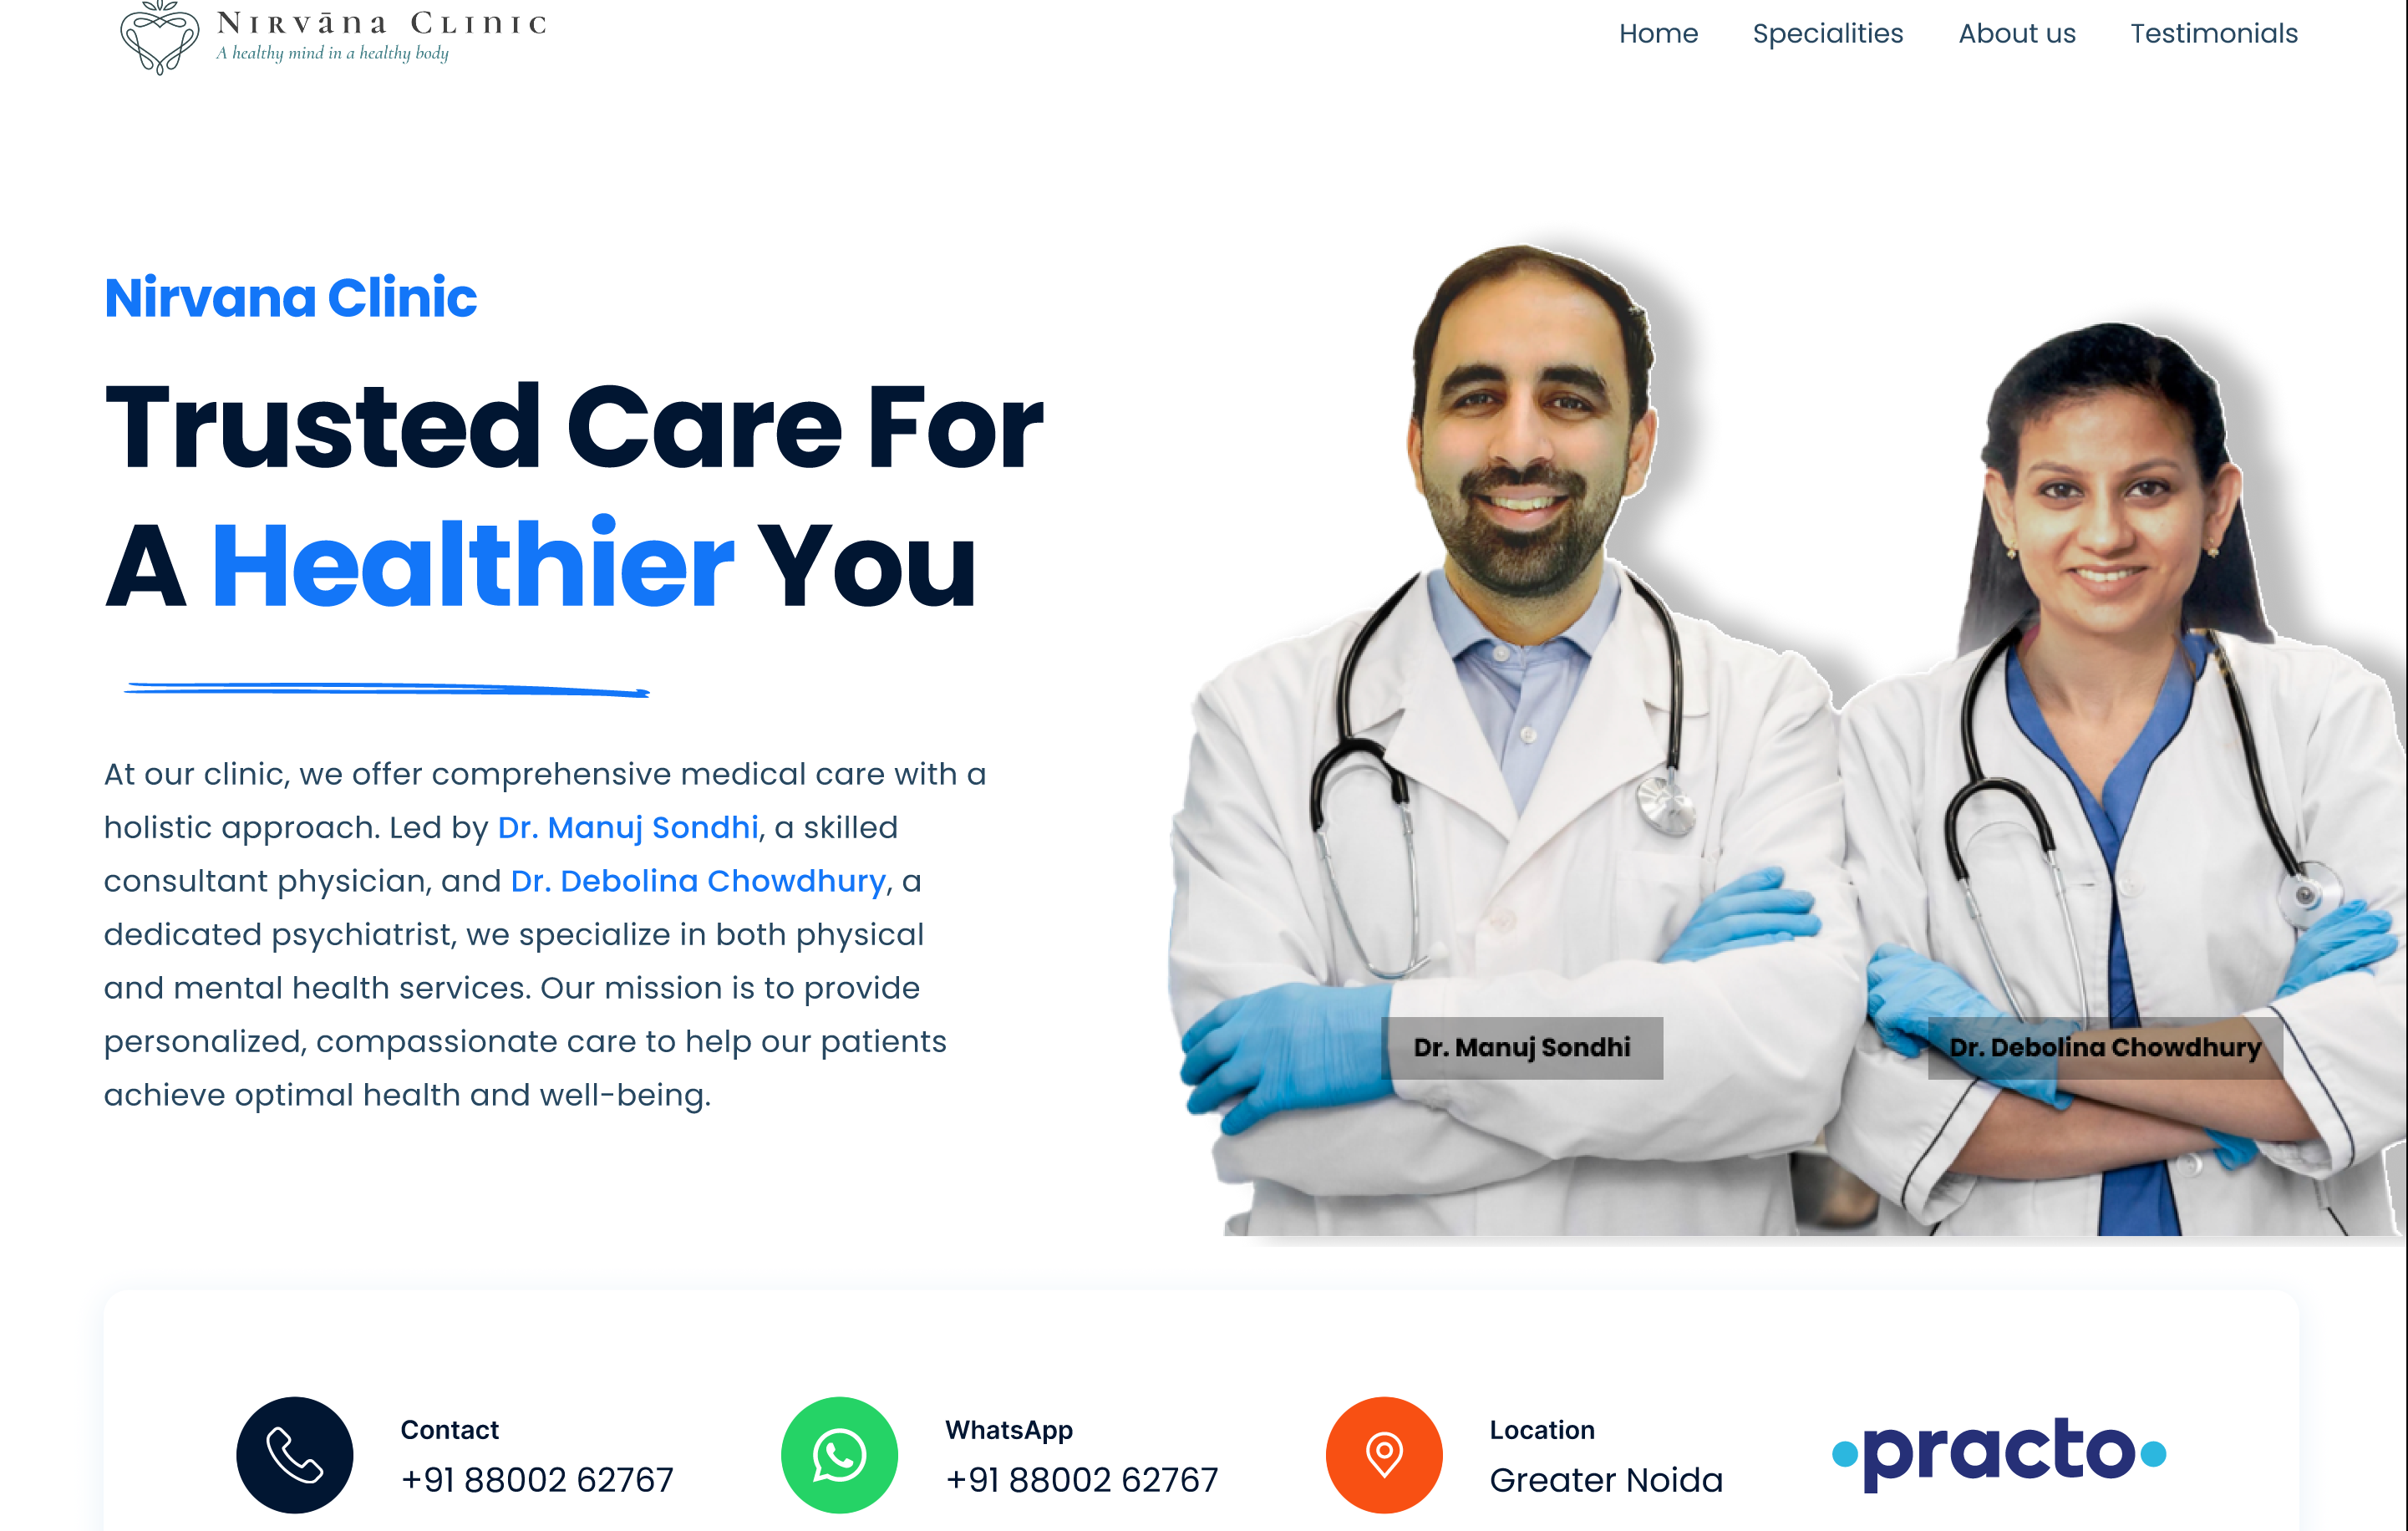 Nirvāna Clinic
A healthy mind in a healthy body
Home Specialities About us Testimonials
Nirvana Clinic
Trusted Care For
A Healthier You
At our clinic, we offer comprehensive medical care with a
holistic approach. Led by Dr. Manuj Sondhi, a skilled
consultant physician, and Dr. Debolina Chowdhury, a
dedicated psychiatrist, we specialize in both physical
and mental health services. Our mission is to provide
personalized, compassionate care to help our patients
achieve optimal health and well-being.
Dr. Manuj Sondhi
Dr. Debolina Chowdhury
Contact
+91 88002 62767
WhatsApp
+91 88002 62767
Location
Greater Noida
practo